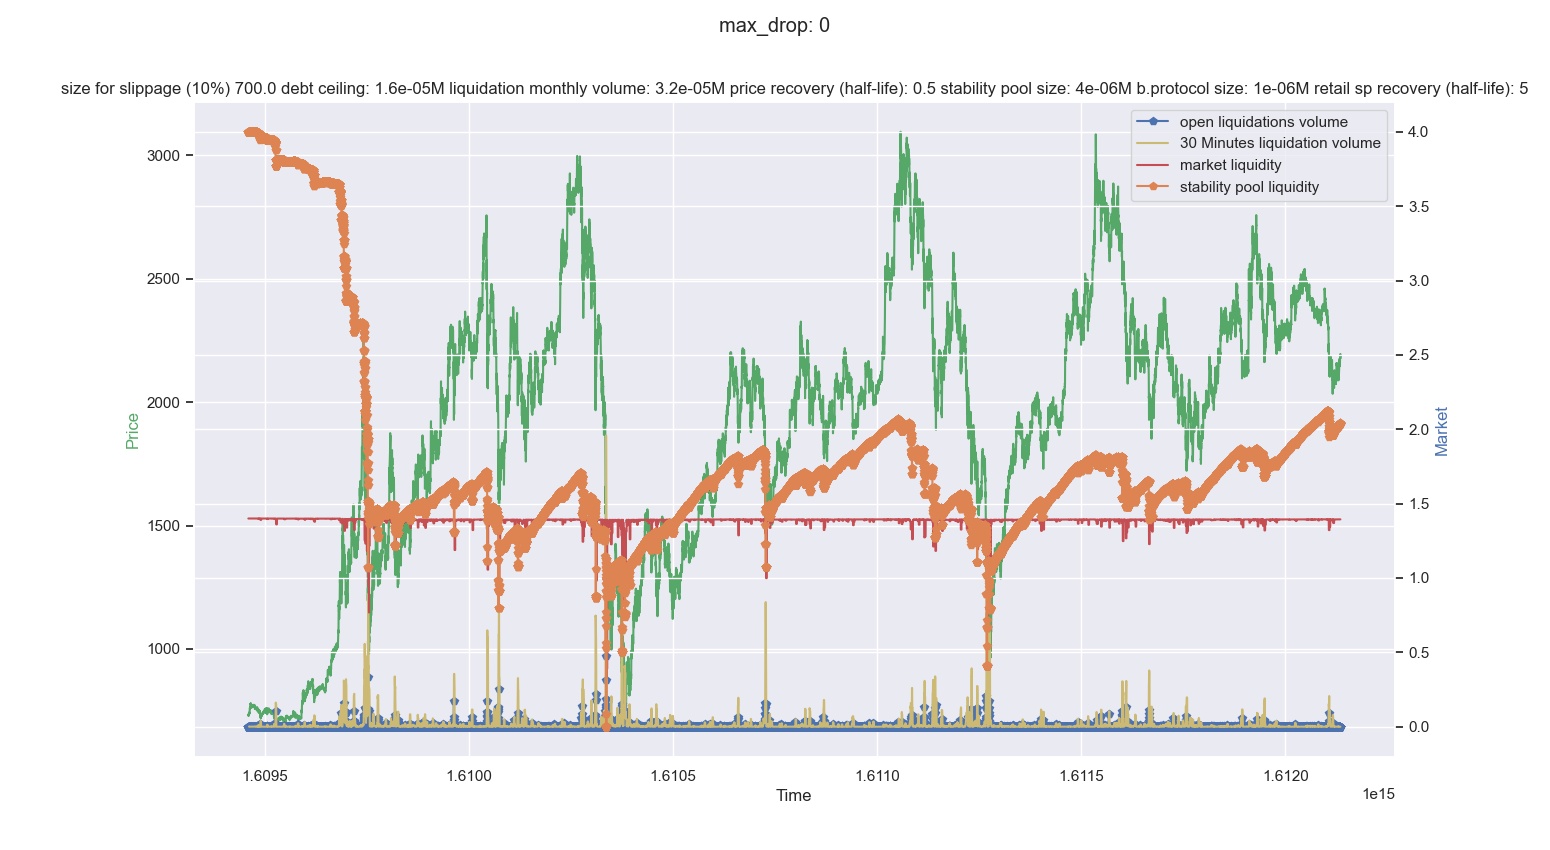 max_drop: 0
size for slippage (10%) 700.0 debt ceiling: 1.6e-05M liquidation monthly volume: 3.2e-05M price recovery (half-life): 0.5 stability pool size: 4e-06M b.protocol size: 1e-06M retail sp recovery (half-life): 5
open liquidations volume
30 Minutes liquidation volume
market liquidity
stability pool liquidity
3000
2500
2000
1500
1000
Price
4.0
3.5
3.0
2.5
2.0
1.5
1.0
0.5
0.0
Market
1.6095
1.6100
1.6105
1.6110
1.6115
1.6120
1e15
Time